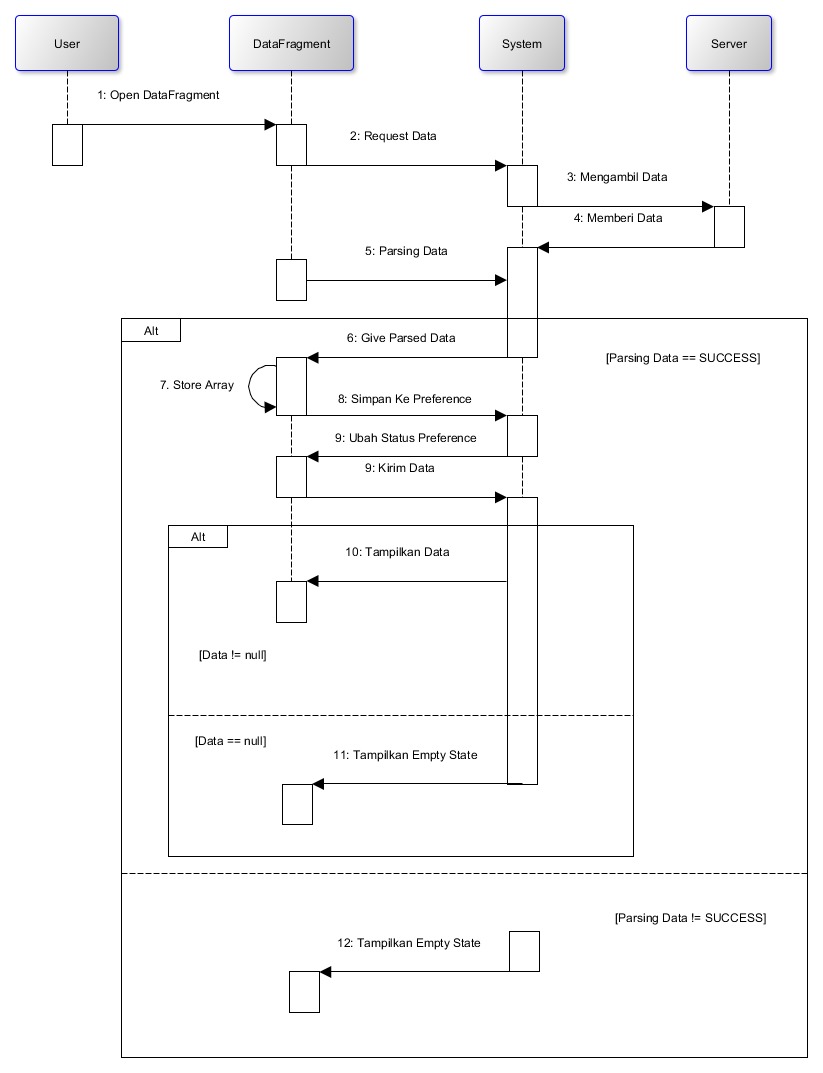 User
DataFragment
System
Server
1: Open DataFragment
2: Request Data
3: Mengambil Data
4: Memberi Data
5: Parsing Data
Alt
6: Give Parsed Data
[Parsing Data == SUCCESS]
7. Store Array
8: Simpan Ke Preference
9: Ubah Status Preference
9: Kirim Data
Alt
10: Tampilkan Data
[Data != null]
[Data == null]
11: Tampilkan Empty State
[Parsing Data != SUCCESS]
12: Tampilkan Empty State